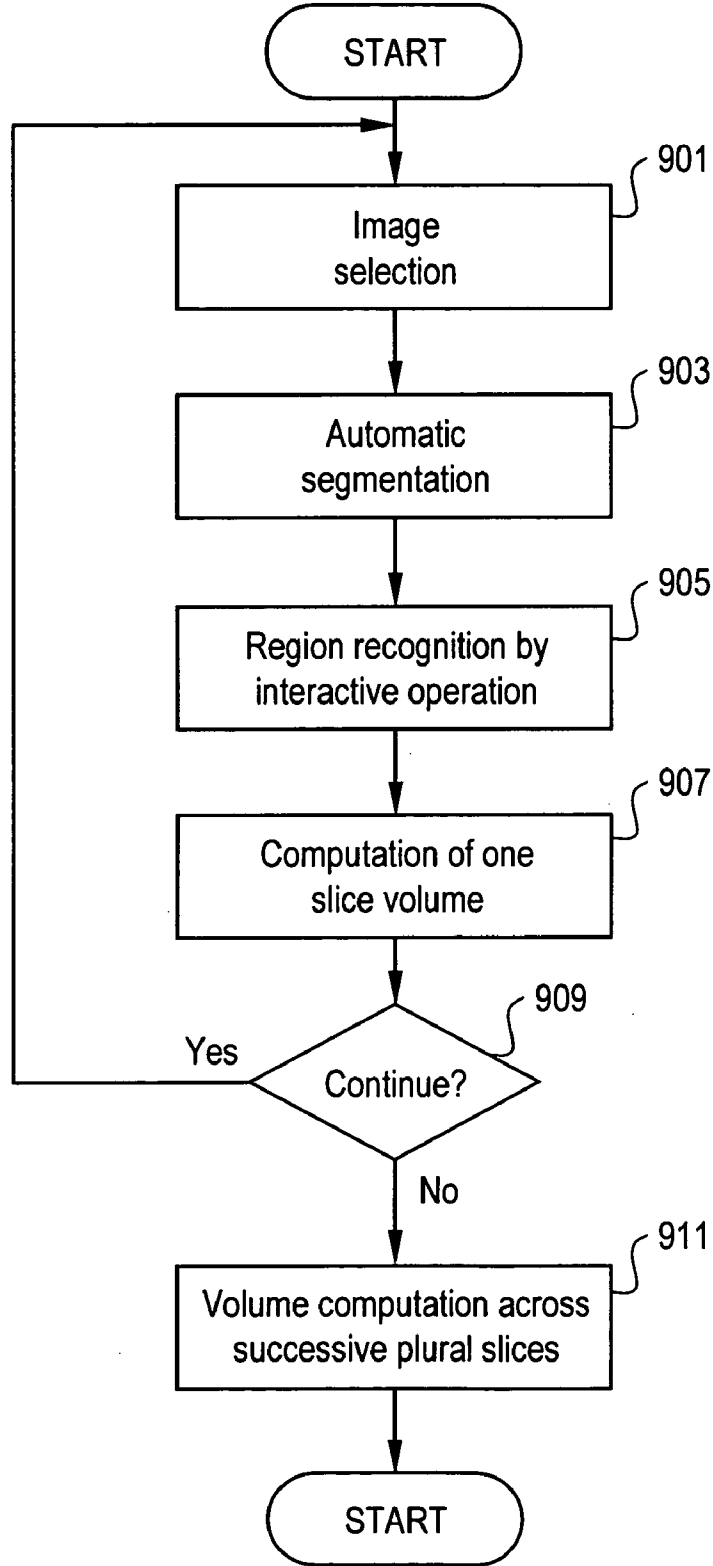 START
901
Image
selection
903
Automatic
segmentation
905
Region recognition by
interactive operation
907
Computation of one
slice volume
909
Yes
Continue?
No
911
Volume computation across
successive plural slices
START